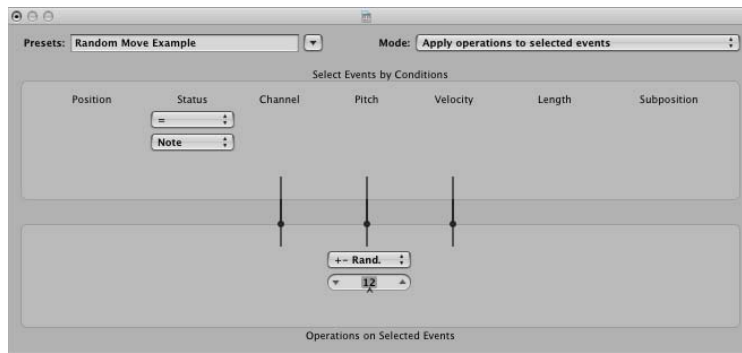 Presets: Random Move Example Mode: Apply operations to selected events
Select Events by Conditions
Position Status Channel Pitch Velocity Length Subposition
=
Note
+- Rand.
12
Operations on Selected Events